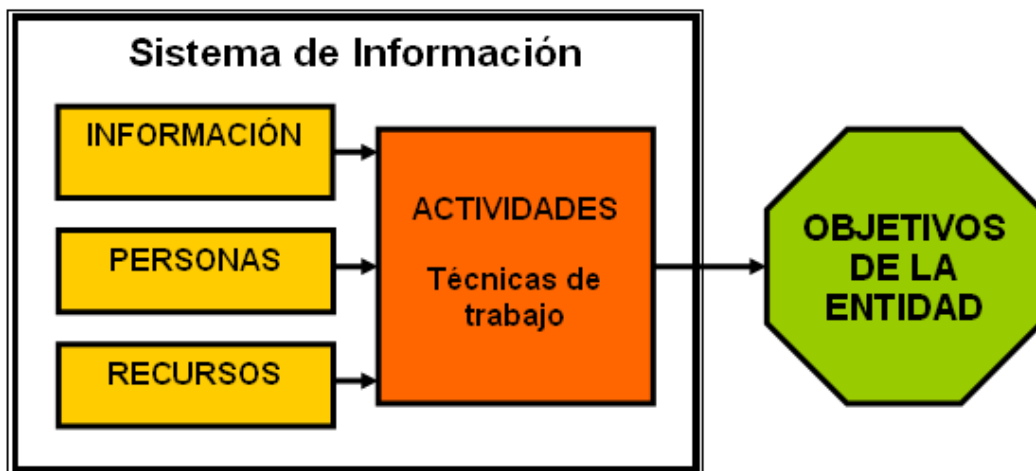 Sistema de Información
INFORMACIÓN
PERSONAS
RECURSOS
ACTIVIDADES
Técnicas de
trabajo
OBJETIVOS
DE LA
ENTIDAD